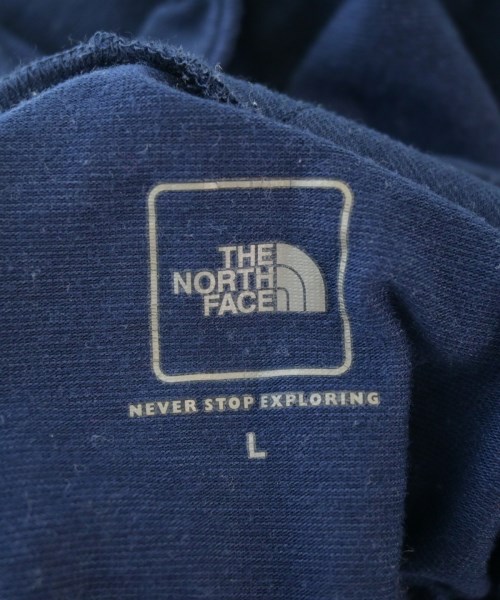 THE
NORTH
FACE
NEVER STOP EXPLORING
L